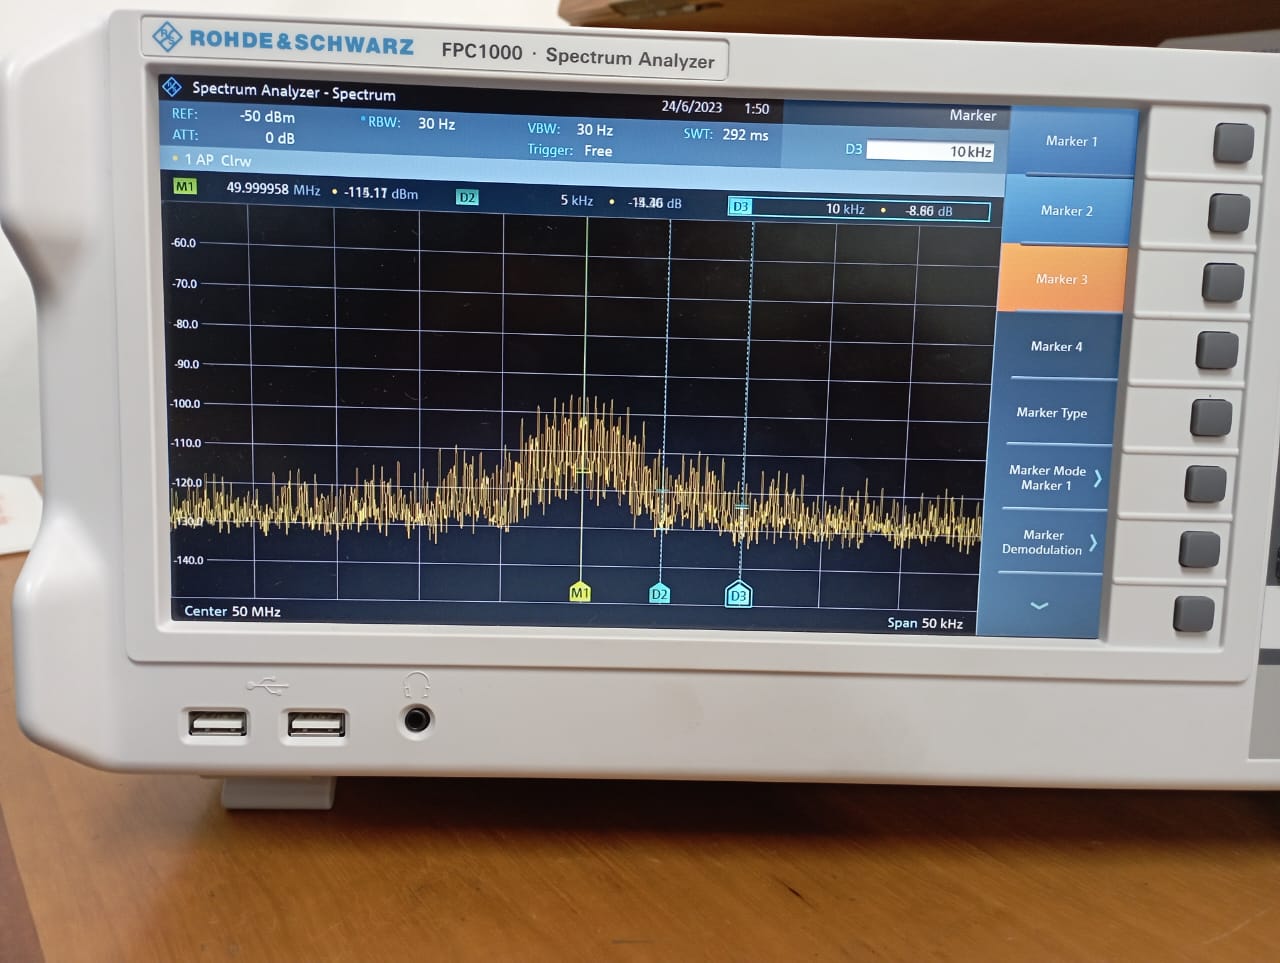 ROHDE & SCHWARZ FPC1000 · Spectrum Analyzer
Spectrum Analyzer - Spectrum 24/6/2023 1:50 Marker
REF: -50 dBm RBW: 30 Hz VBW: 30 Hz SWT: 292 ms
ATT: 0 dB Trigger: Free D3 10 kHz
1 AP Clrw
M1 49.999958 MHz dBm D2 5 kHz dB D3 10 kHz dB
-60.0
-70.0
-80.0
-90.0
-100.0
-110.0
-120.0
-130.0
-140.0
M1 D2 D3
Center 50 MHz Span 50 kHz
Marker 1
Marker 2
Marker 3
Marker 4
Marker Type
Marker Mode
Marker 1
Marker
Demodulation